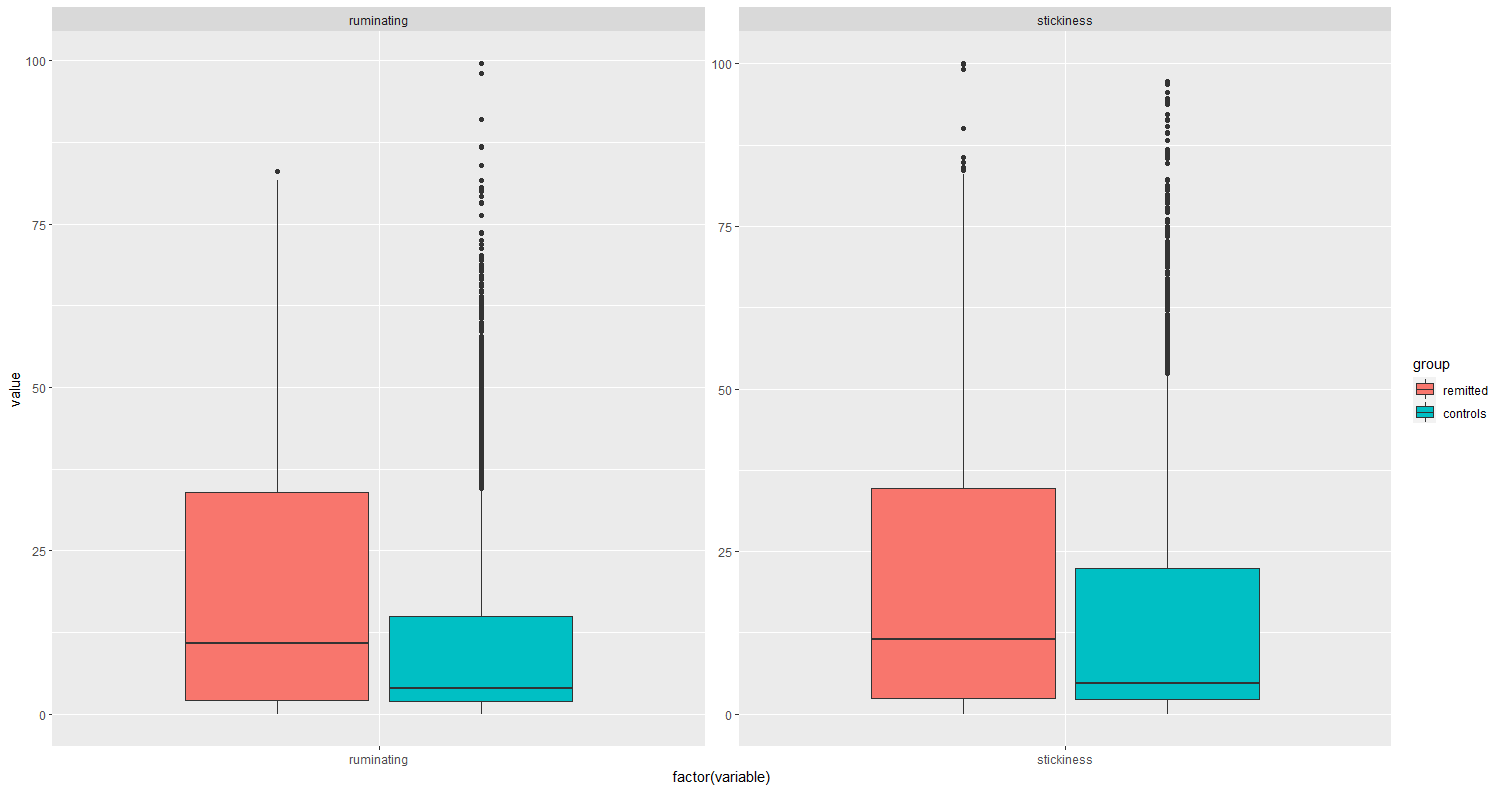 ruminating
stickiness
value
100
75
50
25
0
100
75
50
25
0
ruminating
stickiness
factor(variable)
group
remitted
controls